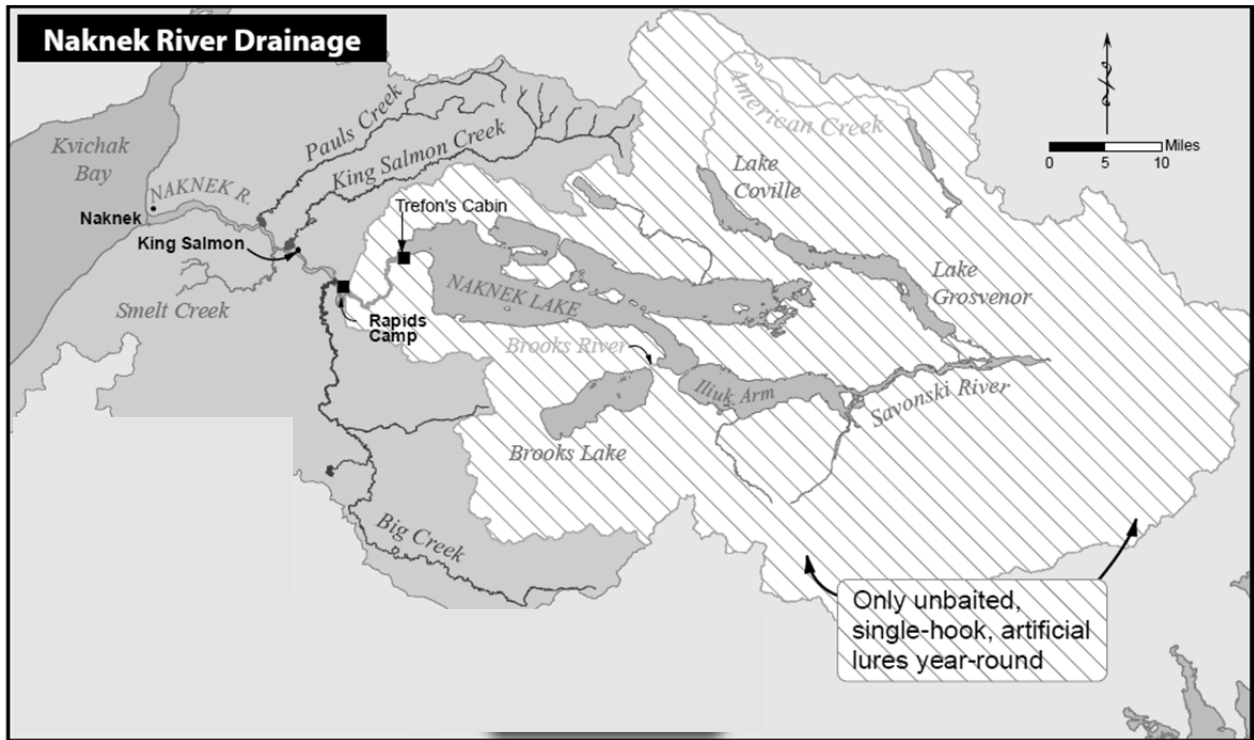 Naknek River Drainage
Kvichak
Bay
NAKNEK R.
Naknek
King Salmon
Smelt Creek
Pauls Creek
King Salmon Creek
Trefon's Cabin
Rapids
Camp
NAKNEK LAKE
Brooks River
Iliuk Arm
Brooks Lake
Big Creek
American Creek
Lake
Coville
Lake
Grosvenor
Savonski River
Miles
0 5 10
Only unbaited,
single-hook, artificial
lures year-round